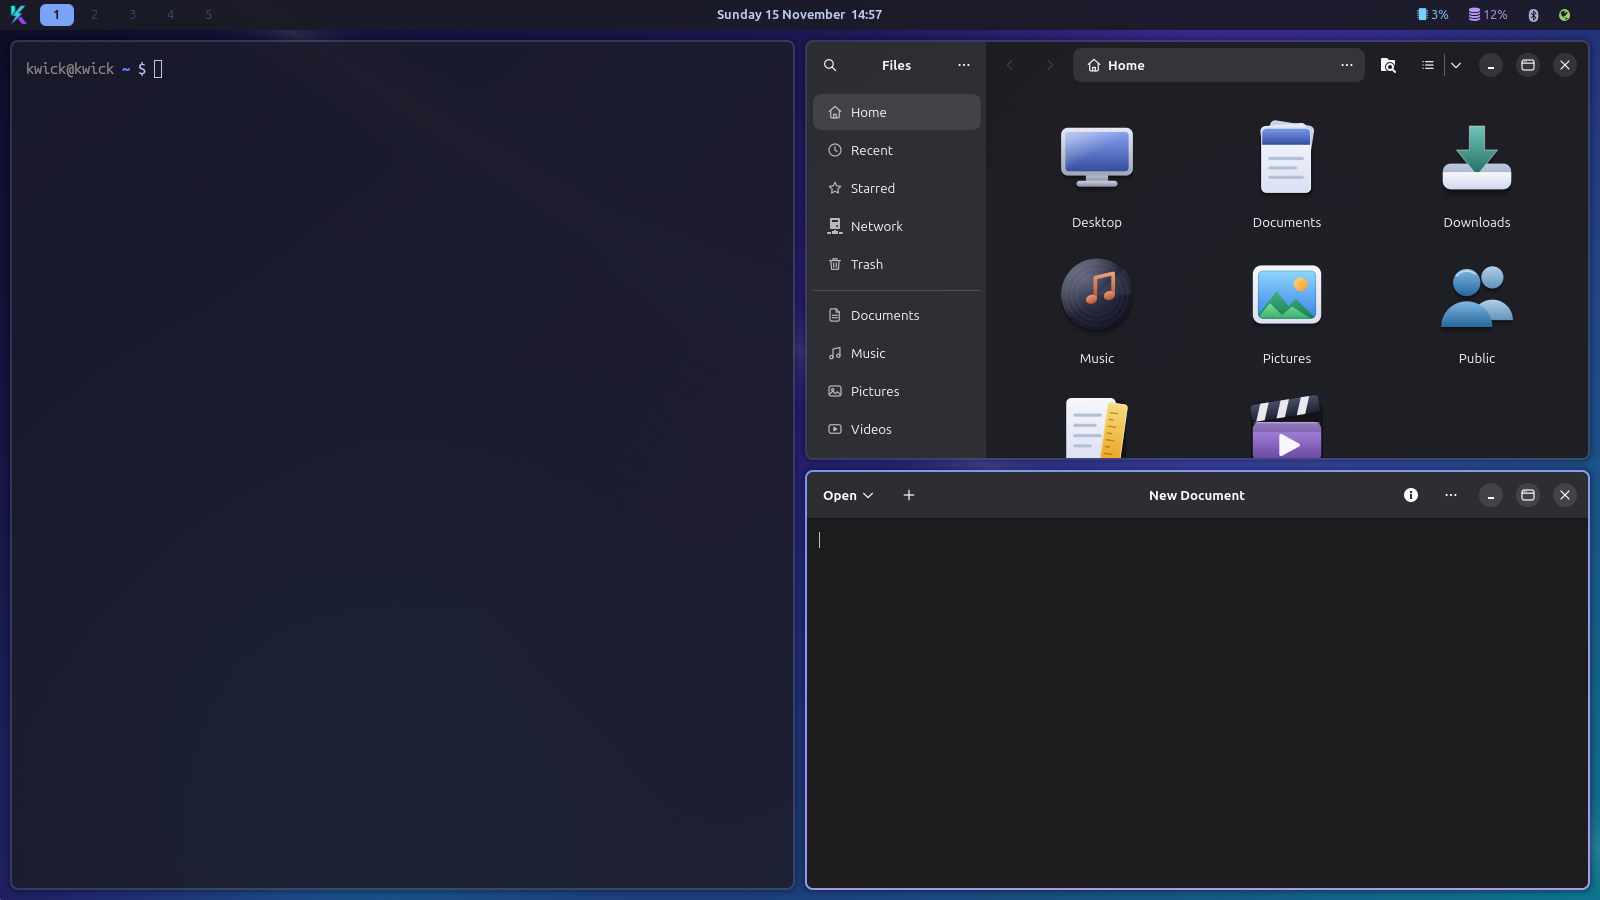 1 2 3 4 5
Sunday 15 November 14:57
3% 12%
kwick@kwick ~ $
Files
Home
Home
Recent
Starred
Network
Trash
Documents
Music
Pictures
Videos
Desktop Documents Downloads
Music Pictures Public
Open
New Document